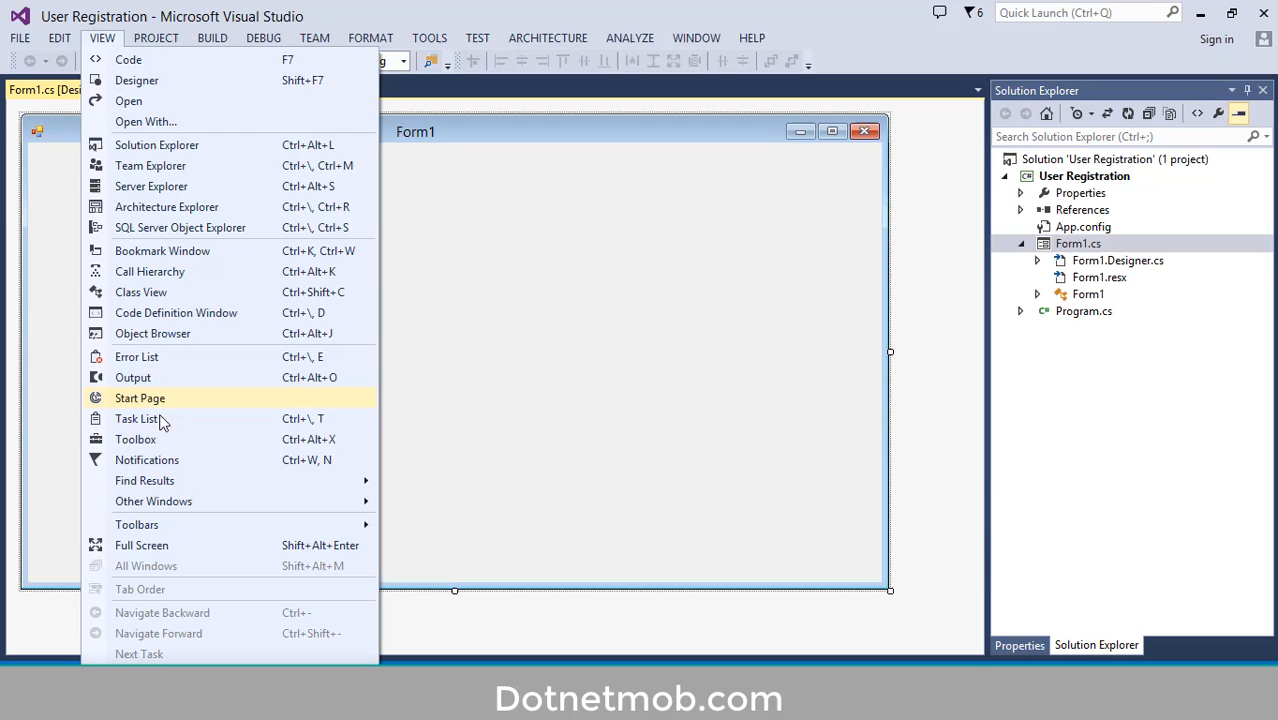 User Registration - Microsoft Visual Studio
6
Quick Launch (Ctrl+Q)
FILE EDIT VIEW PROJECT BUILD DEBUG TEAM FORMAT TOOLS TEST ARCHITECTURE ANALYZE WINDOW HELP
Sign in
Form1.cs
Code F7
Designer Shift+F7
Open
Open With...
Solution Explorer Ctrl+Alt+L
Team Explorer Ctrl+\, Ctrl+M
Server Explorer Ctrl+Alt+S
Architecture Explorer Ctrl+\, Ctrl+R
SQL Server Object Explorer Ctrl+\, Ctrl+S
Bookmark Window Ctrl+K, Ctrl+W
Call Hierarchy Ctrl+Alt+K
Class View Ctrl+Shift+C
Code Definition Window Ctrl+\, D
Object Browser Ctrl+Alt+J
Error List Ctrl+\, E
Output Ctrl+Alt+O
Start Page
Task List Ctrl+\, T
Toolbox Ctrl+Alt+X
Notifications Ctrl+W, N
Find Results
Other Windows
Toolbars
Full Screen Shift+Alt+Enter
All Windows Shift+Alt+M
Tab Order
Navigate Backward Ctrl+-
Navigate Forward Ctrl+Shift+-
Next Task
Form1
Solution Explorer
Search Solution Explorer (Ctrl+;)
Solution 'User Registration' (1 project)
C# User Registration
Properties
References
App.config
Form1.cs
Form1.Designer.cs
Form1.resx
Form1
C# Program.cs
Properties Solution Explorer
Dotnetmob.com